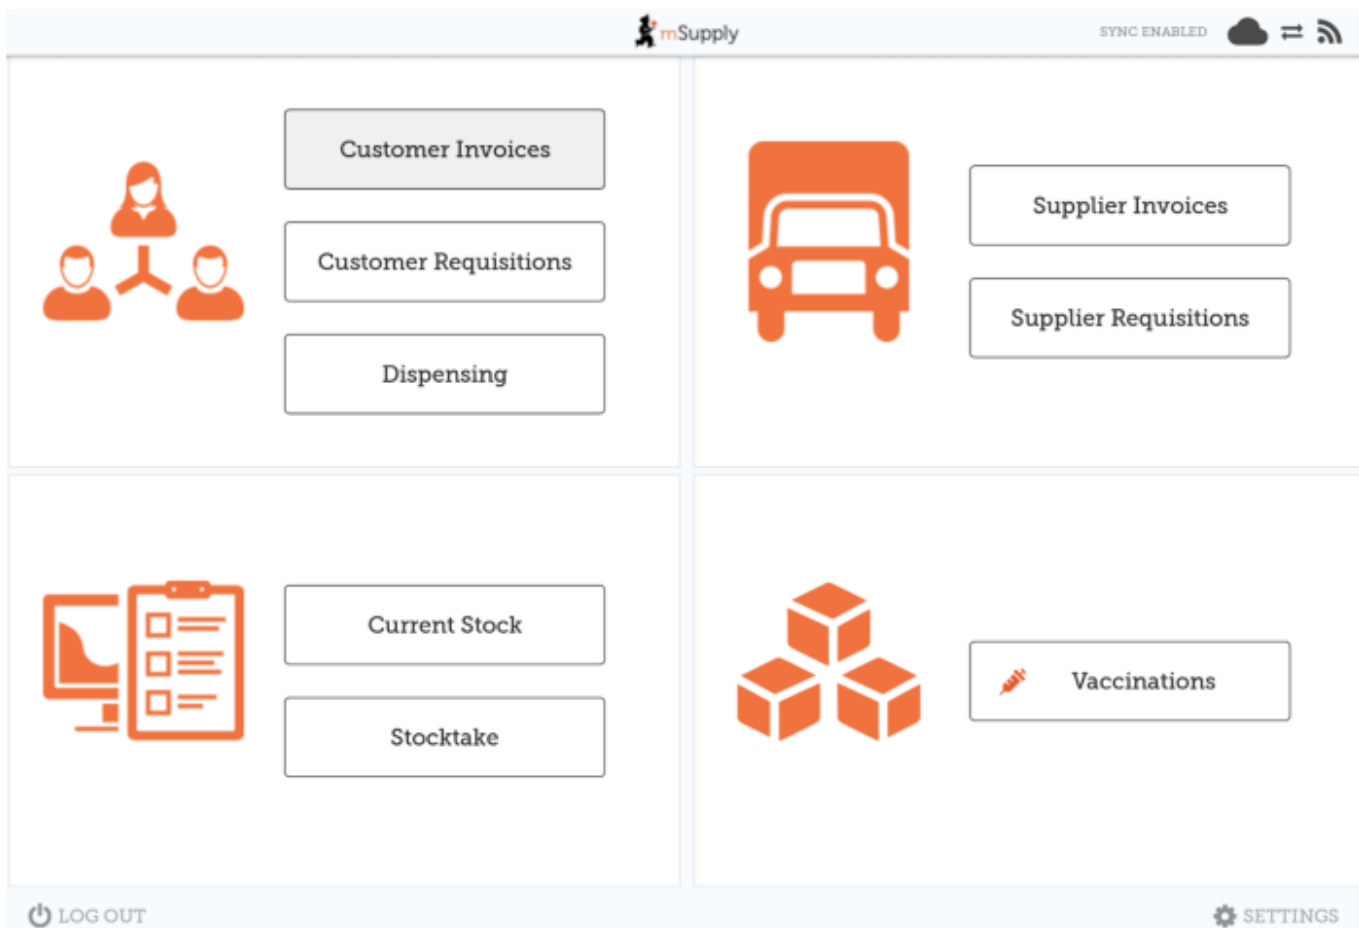 mSupply
SYNC ENABLED
Customer Invoices
Customer Requisitions
Dispensing
Supplier Invoices
Supplier Requisitions
Current Stock
Stocktake
Vaccinations
LOG OUT
SETTINGS